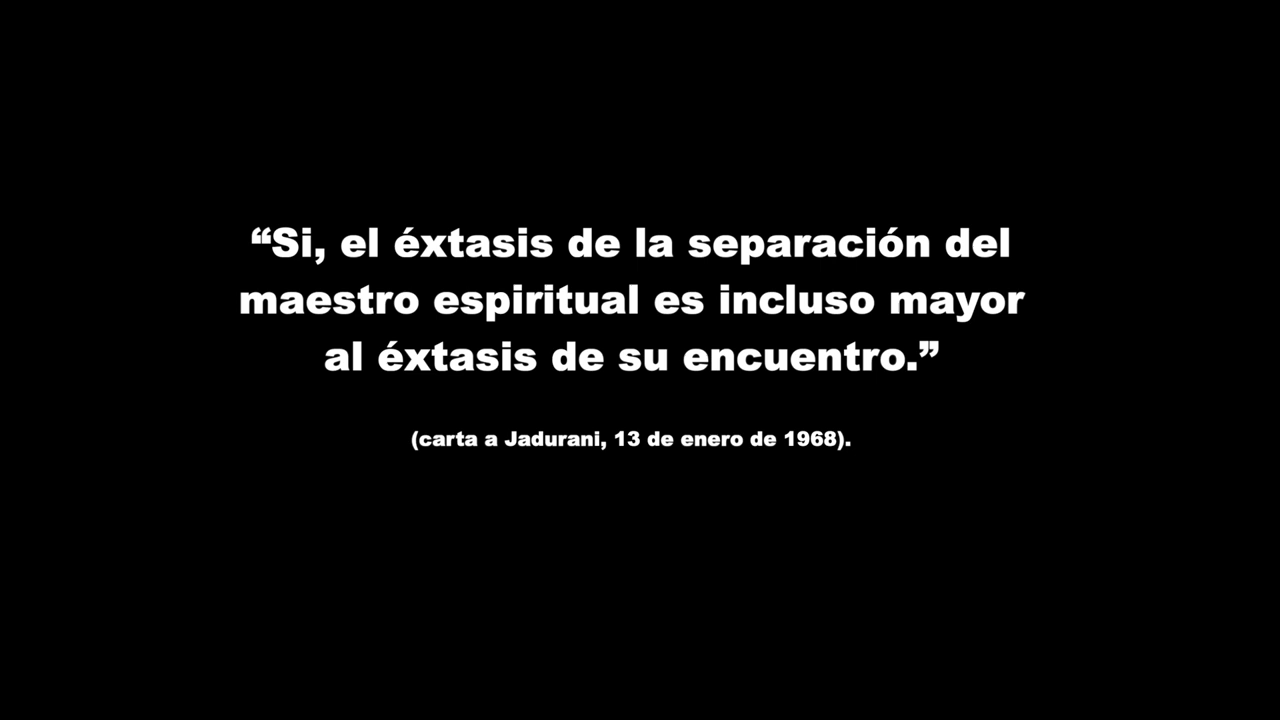 “Si, el éxtasis de la separación del
maestro espiritual es incluso mayor
al éxtasis de su encuentro.”
(carta a Jadurani, 13 de enero de 1968).